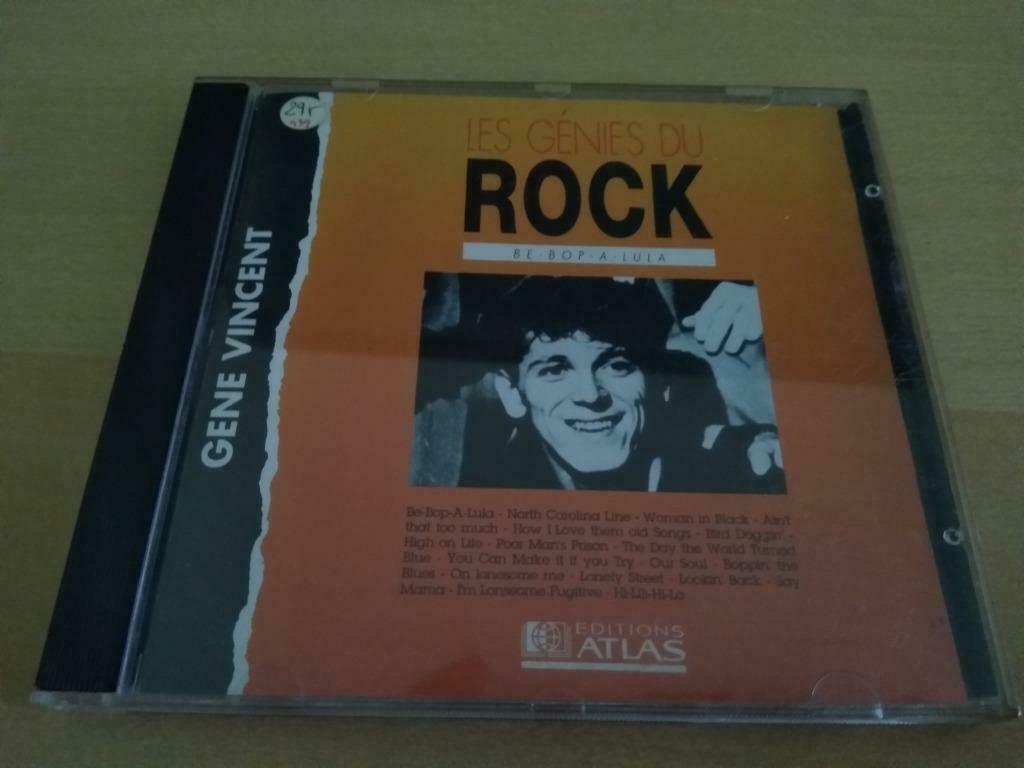 29F
GENE VINCENT
LES GÉNIES DU
ROCK
BE·BOP·A·LULA
Be-Bop-A-Lula - North Carolina Line - Woman in Black - Ain't
that too much - How I Love them old Songs - Bird Doggin' -
High on Life - Poor Man's Prison - The Day the World Turned
Blue - You Can Make it if you Try - Our Soul - Boppin' the
Blues - On lonesome me - Lonely Street - Lookin' Back - Say
Mama - I'm Lonesome Fugitive - Hi-Lili-Hi-Lo
EDITIONS
ATLAS